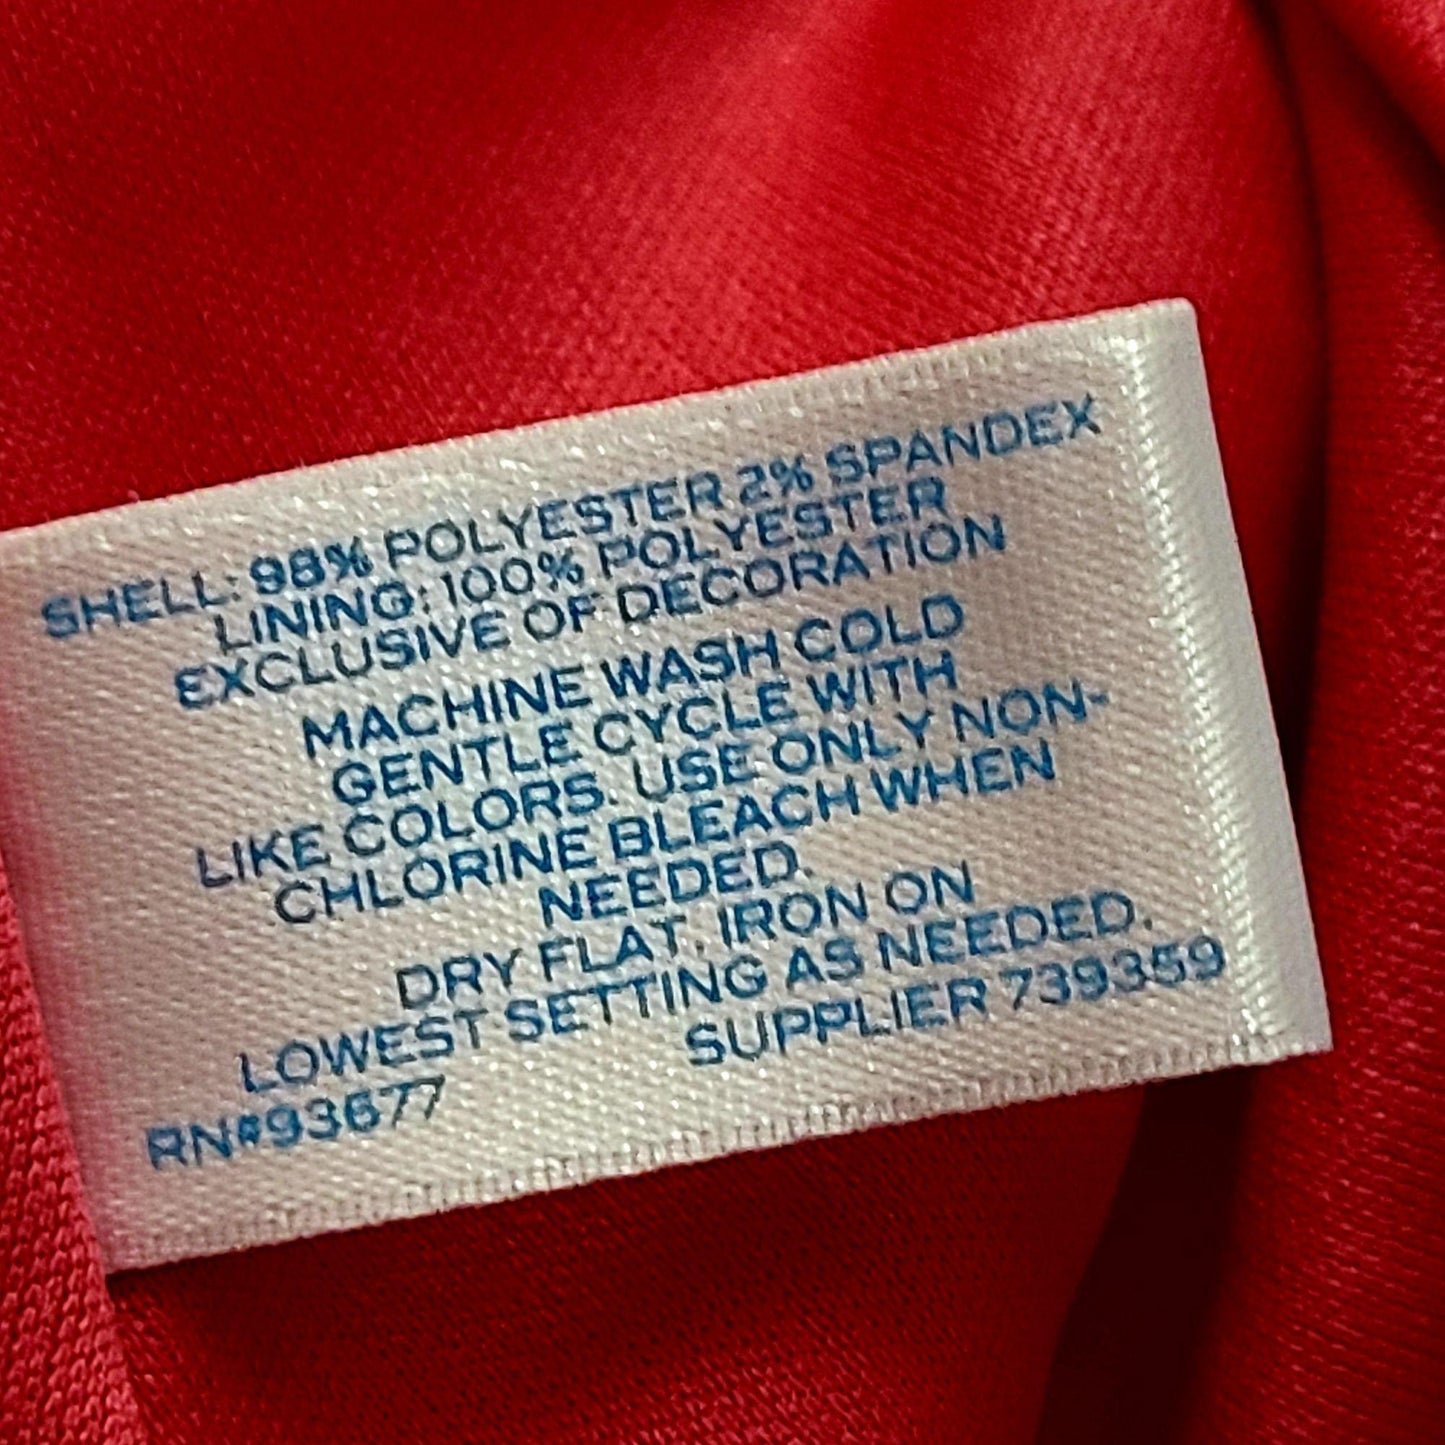 SHELL: 98% POLYESTER 2% SPANDEX
LINING: 100% POLYESTER
EXCLUSIVE OF DECORATION
MACHINE WASH COLD
GENTLE CYCLE WITH
LIKE COLORS. USE ONLY NON-
CHLORINE BLEACH WHEN
NEEDED.
DRY FLAT. IRON ON
LOWEST SETTING AS NEEDED.
SUPPLIER 739359
RN#93677